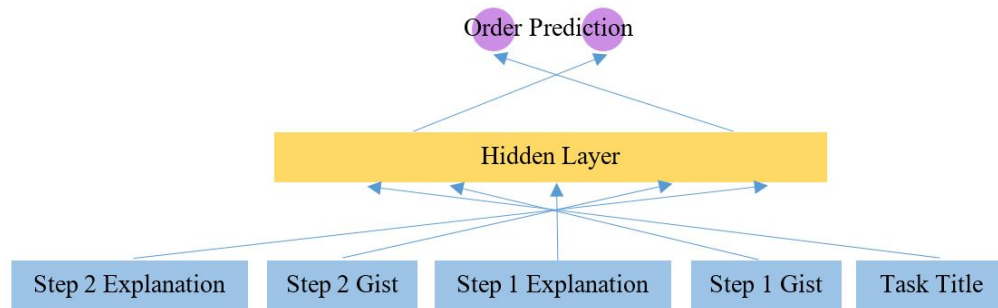 Order Prediction
Hidden Layer
Step 2 Explanation
Step 2 Gist
Step 1 Explanation
Step 1 Gist
Task Title